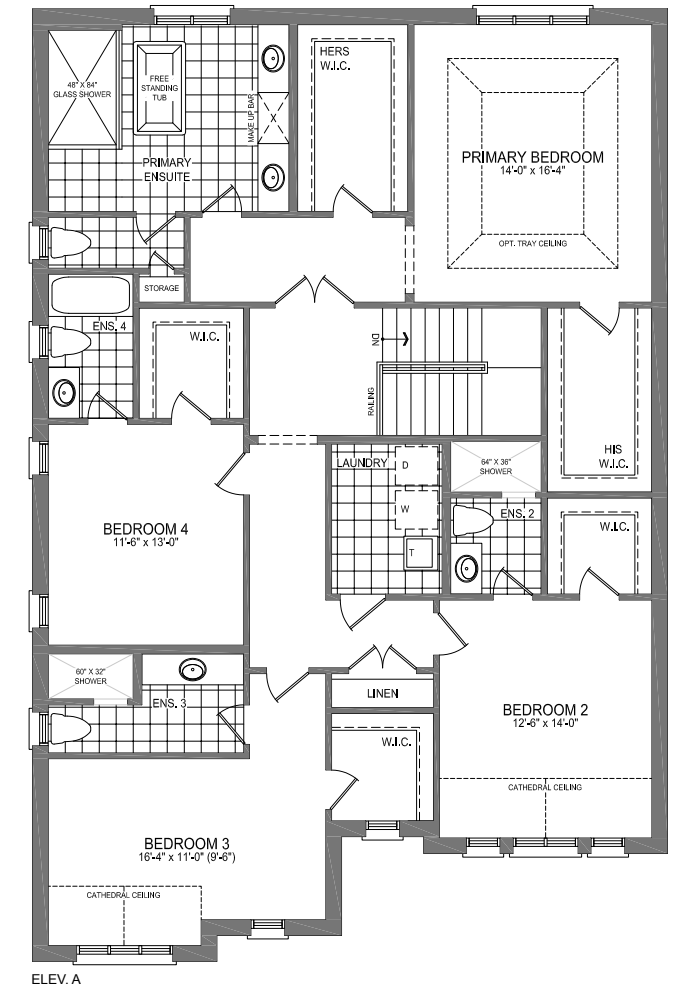 HERS
W.I.C.
48" X 84"
GLASS SHOWER
FREE
STANDING
TUB
MAKE UP BAR
X
PRIMARY
ENSUITE
PRIMARY BEDROOM
14'-0" x 16'-4"
OPT. TRAY CEILING
STORAGE
ENS. 4
W.I.C.
DN
RAILING
HIS
W.I.C.
LAUNDRY
D
W
T
64" X 36"
SHOWER
ENS. 2
W.I.C.
BEDROOM 4
11'-6" x 13'-0"
60" X 32"
SHOWER
ENS. 3
LINEN
W.I.C.
BEDROOM 2
12'-6" x 14'-0"
CATHEDRAL CEILING
BEDROOM 3
16'-4" x 11'-0" (9'-6")
CATHEDRAL CEILING
ELEV. A